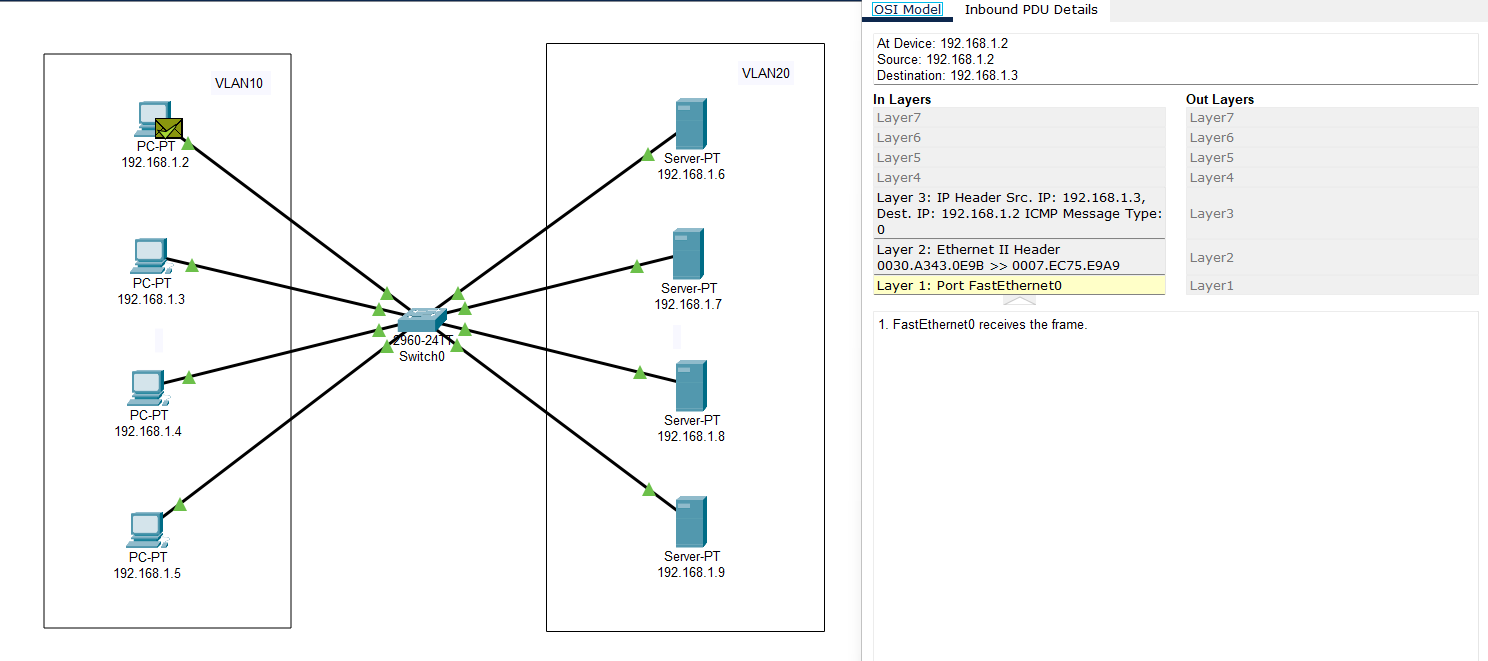 VLAN10
PC-PT
192.168.1.2
PC-PT
192.168.1.3
PC-PT
192.168.1.4
PC-PT
192.168.1.5
2960-24TT
Switch0
VLAN20
Server-PT
192.168.1.6
Server-PT
192.168.1.7
Server-PT
192.168.1.8
Server-PT
192.168.1.9
OSI Model Inbound PDU Details
At Device: 192.168.1.2
Source: 192.168.1.2
Destination: 192.168.1.3
In Layers
Layer7
Layer6
Layer5
Layer4
Layer 3: IP Header Src. IP: 192.168.1.3,
Dest. IP: 192.168.1.2 ICMP Message Type:
0
Layer 2: Ethernet II Header
0030.A343.0E9B >> 0007.EC75.E9A9
Layer 1: Port FastEthernet0
Out Layers
Layer7
Layer6
Layer5
Layer4
Layer3
Layer2
Layer1
1. FastEthernet0 receives the frame.